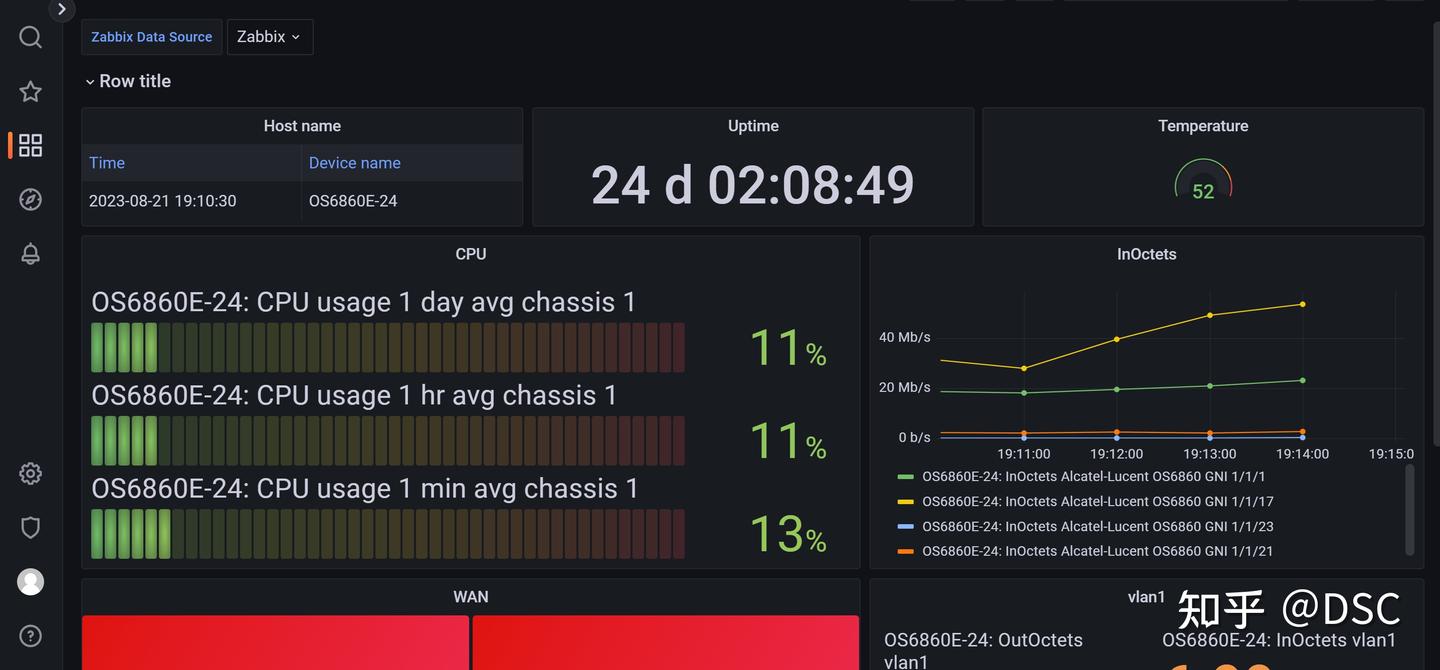 Zabbix Data Source Zabbix
Row title
Host name
Time Device name
2023-08-21 19:10:30 OS6860E-24
Uptime
24 d 02:08:49
Temperature
52
CPU
OS6860E-24: CPU usage 1 day avg chassis 1
11%
OS6860E-24: CPU usage 1 hr avg chassis 1
11%
OS6860E-24: CPU usage 1 min avg chassis 1
13%
InOctets
40 Mb/s
20 Mb/s
0 b/s
19:11:00 19:12:00 19:13:00 19:14:00 19:15:0
OS6860E-24: InOctets Alcatel-Lucent OS6860 GNI 1/1/1
OS6860E-24: InOctets Alcatel-Lucent OS6860 GNI 1/1/17
OS6860E-24: InOctets Alcatel-Lucent OS6860 GNI 1/1/23
OS6860E-24: InOctets Alcatel-Lucent OS6860 GNI 1/1/21
WAN
vlan1
OS6860E-24: OutOctets
vlan1
OS6860E-24: InOctets vlan1
知乎 @DSC